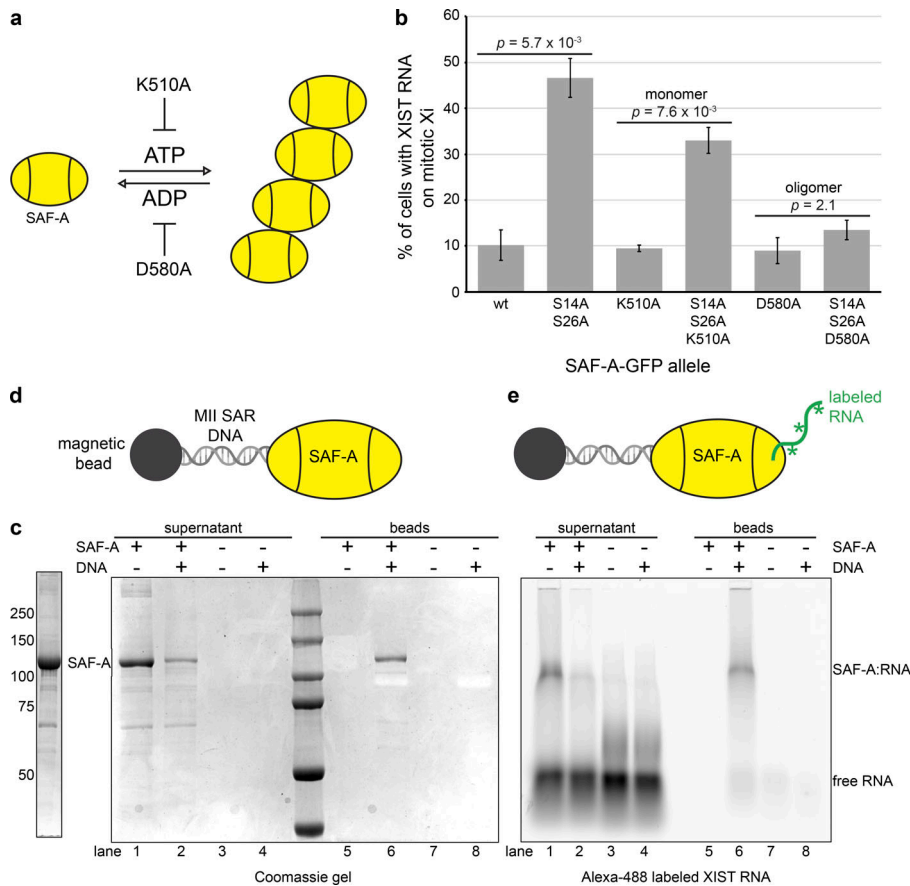 a
K510A
ATP
ADP
SAF-A
D580A
b
% of cells with XIST RNA
on mitotic Xi
60
50
40
30
20
10
0
p = 5.7 x 10⁻³
monomer
p = 7.6 x 10⁻³
oligomer
p = 2.1
wt
S14A
S26A
K510A
S14A
S26A
K510A
D580A
S14A
S26A
D580A
SAF-A-GFP allele
d
magnetic
bead
MII SAR
DNA
SAF-A
e
SAF-A
labeled
RNA
* * *
c
supernatant beads
SAF-A + + - - + + - -
DNA - + - + - + - +
250
150
100
75
50
SAF-A
lane 1 2 3 4 5 6 7 8
Coomassie gel
supernatant beads
+ + - - + + - - SAF-A
- + - + - + - + DNA
SAF-A:RNA
free RNA
lane 1 2 3 4 5 6 7 8
Alexa-488 labeled XIST RNA